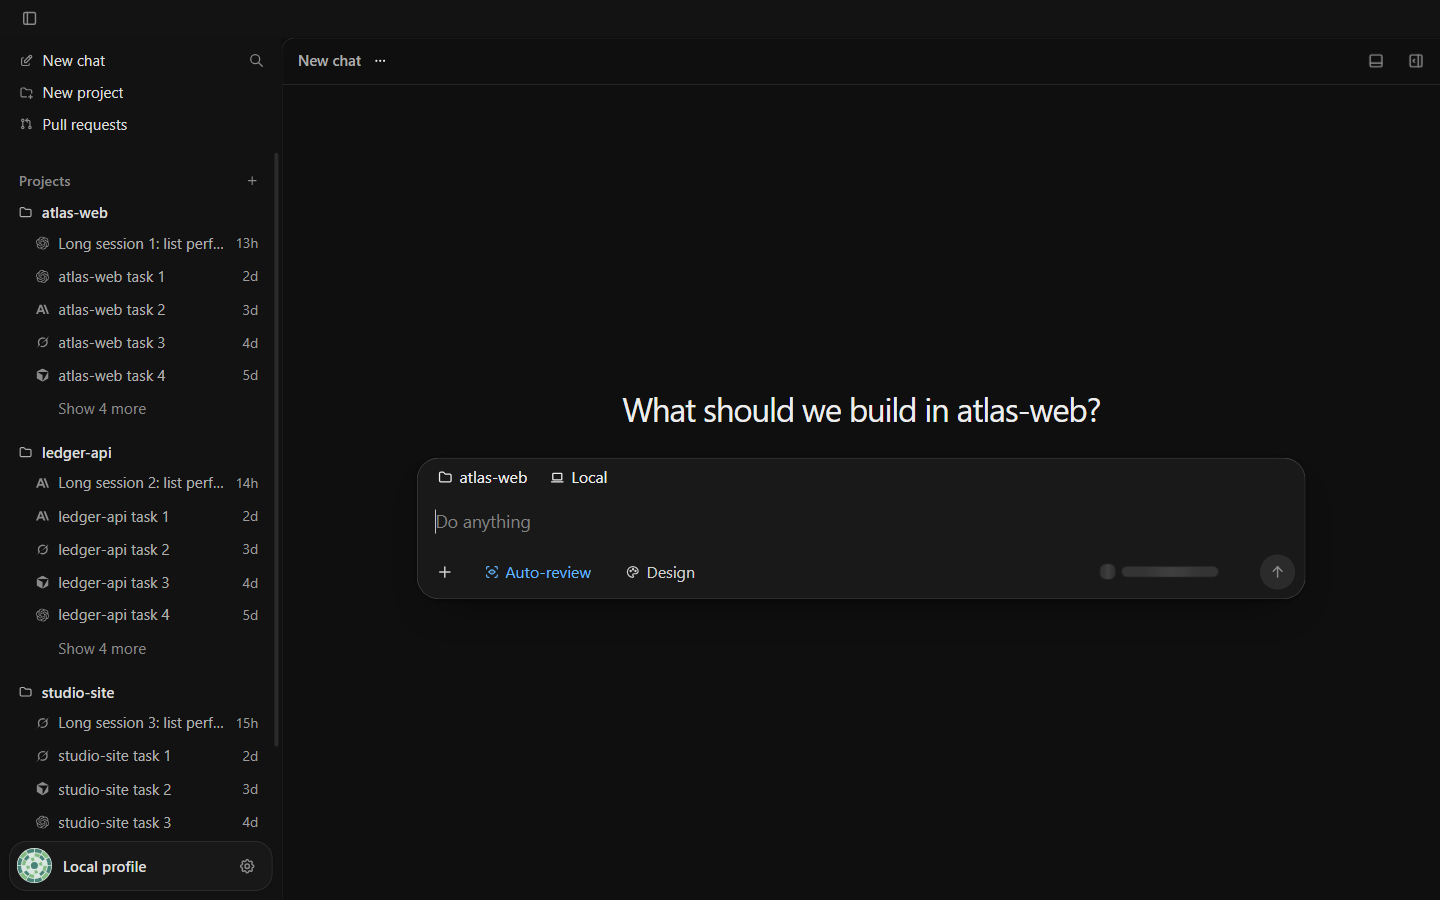 New chat
New project
Pull requests
Projects
atlas-web
Long session 1: list perf... 13h
atlas-web task 1 2d
atlas-web task 2 3d
atlas-web task 3 4d
atlas-web task 4 5d
Show 4 more
ledger-api
Long session 2: list perf... 14h
ledger-api task 1 2d
ledger-api task 2 3d
ledger-api task 3 4d
ledger-api task 4 5d
Show 4 more
studio-site
Long session 3: list perf... 15h
studio-site task 1 2d
studio-site task 2 3d
studio-site task 3 4d
Local profile
New chat ...
What should we build in atlas-web?
atlas-web Local
Do anything
Auto-review Design